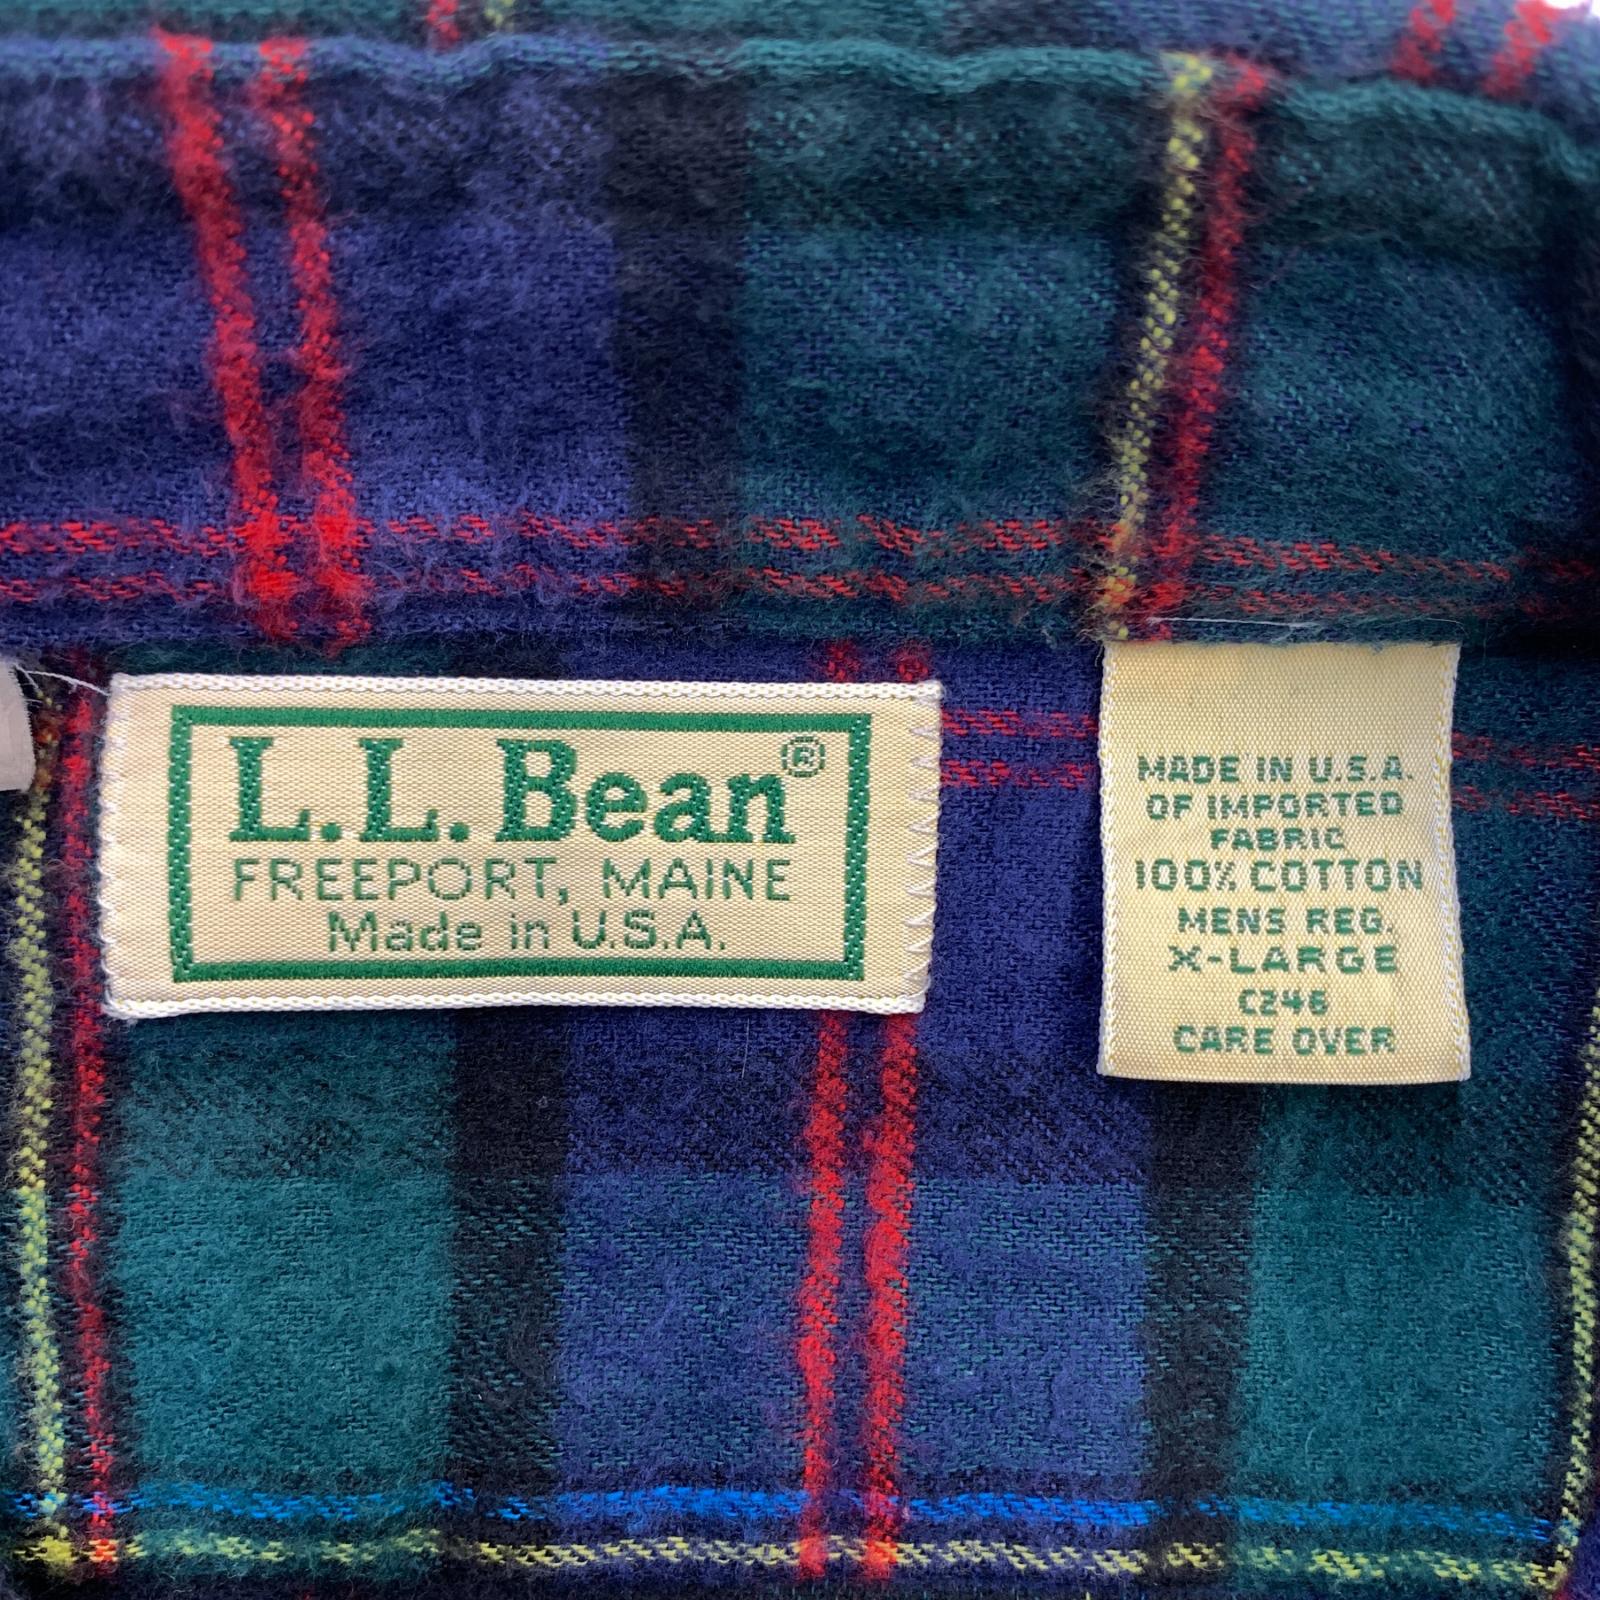 L.L.Bean®
FREEPORT, MAINE
Made in U.S.A.
MADE IN U.S.A.
OF IMPORTED
FABRIC
100% COTTON
MENS REG.
X-LARGE
C246
CARE OVER